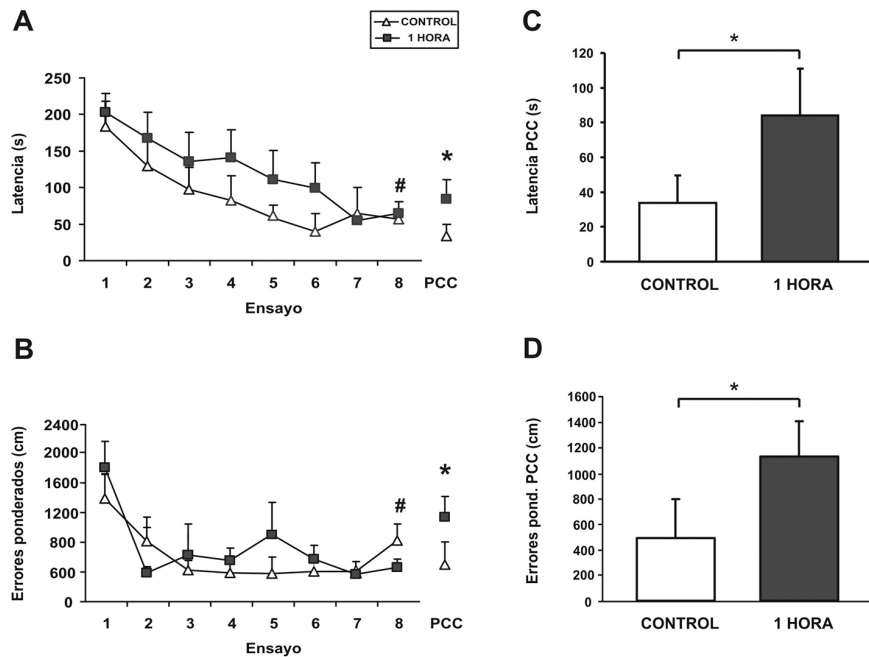 A
CONTROL
1 HORA
Latencia (s)
250
200
150
100
50
0
#
*
1 2 3 4 5 6 7 8 PCC
Ensayo
C
Latencia PCC (s)
120
100
80
60
40
20
0
*
CONTROL 1 HORA
B
Errores ponderados (cm)
2400
2000
1600
1200
800
600
0
#
*
1 2 3 4 5 6 7 8 PCC
Ensayo
D
Errores pond. PCC (cm)
1600
1400
1200
1000
800
600
400
200
0
*
CONTROL 1 HORA